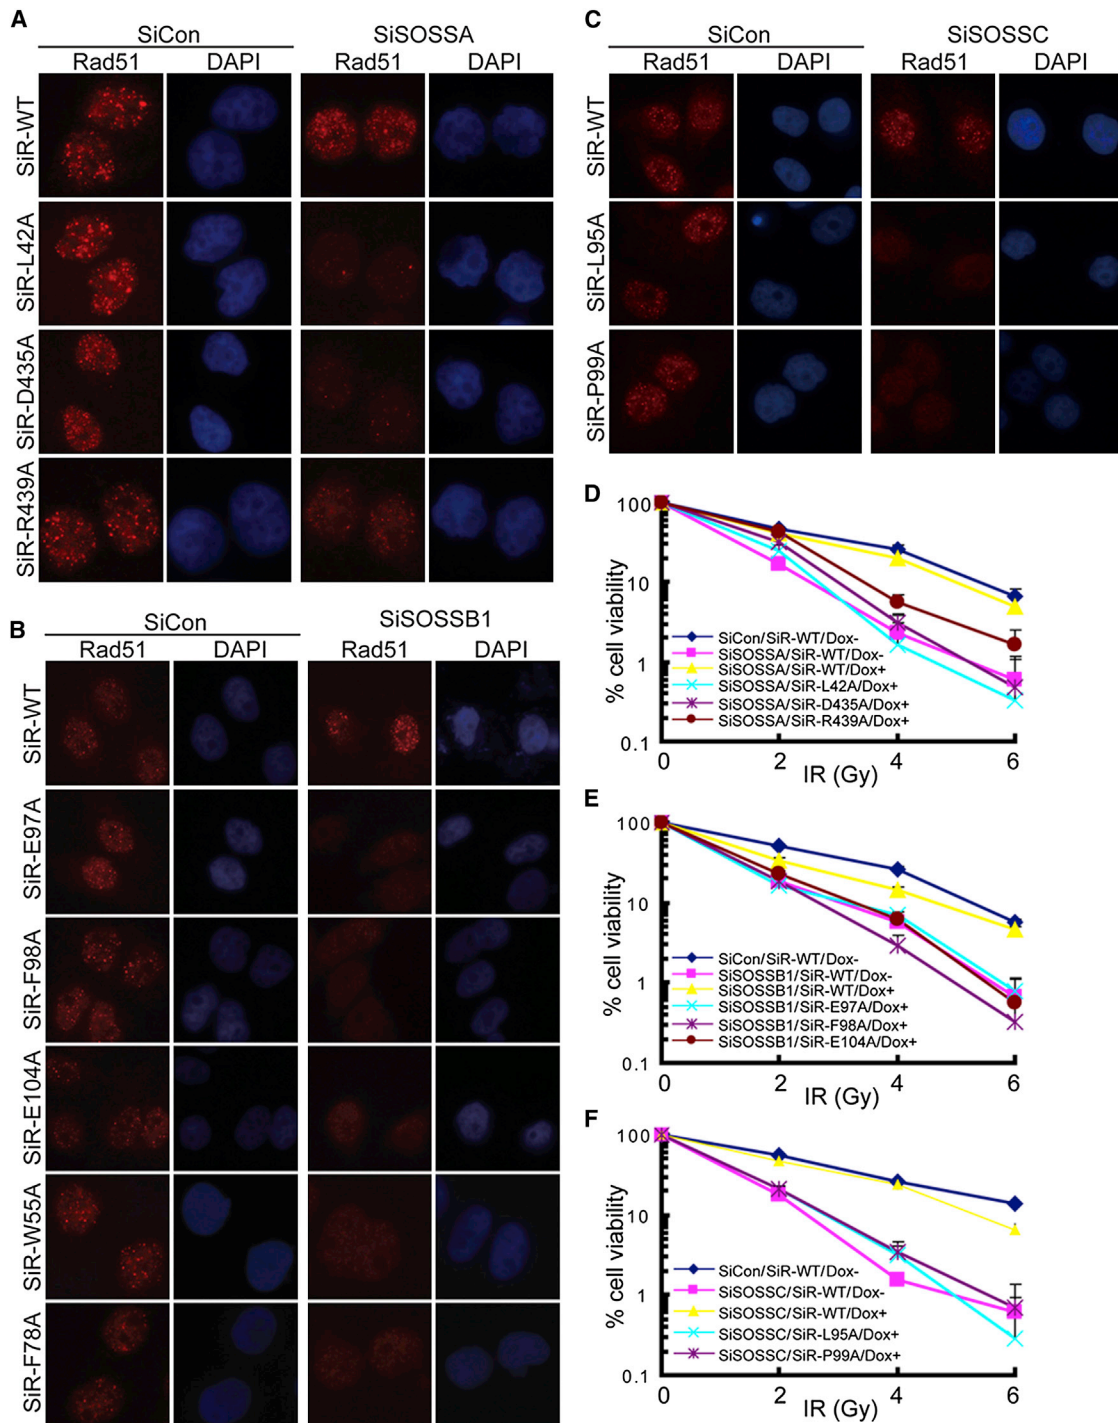 A
SiCon SiSOSSA
Rad51 DAPI Rad51 DAPI
SiR-WT
SiR-L42A
SiR-D435A
SiR-R439A
B
SiCon SiSOSSB1
Rad51 DAPI Rad51 DAPI
SiR-WT
SiR-E97A
SiR-F98A
SiR-E104A
SiR-W55A
SiR-F78A
C
SiCon SiSOSSC
Rad51 DAPI Rad51 DAPI
SiR-WT
SiR-L95A
SiR-P99A
D
% cell viability
100
10
1
0.1
SiCon/SiR-WT/Dox-
SiSOSSA/SiR-WT/Dox-
SiSOSSA/SiR-WT/Dox+
SiSOSSA/SiR-L42A/Dox+
SiSOSSA/SiR-D435A/Dox+
SiSOSSA/SiR-R439A/Dox+
0 2 4 6
IR (Gy)
E
% cell viability
100
10
1
0.1
SiCon/SiR-WT/Dox-
SiSOSSB1/SiR-WT/Dox-
SiSOSSB1/SiR-WT/Dox+
SiSOSSB1/SiR-E97A/Dox+
SiSOSSB1/SiR-F98A/Dox+
SiSOSSB1/SiR-E104A/Dox+
0 2 4 6
IR (Gy)
F
% cell viability
100
10
1
0.1
SiCon/SiR-WT/Dox-
SiSOSSC/SiR-WT/Dox-
SiSOSSC/SiR-WT/Dox+
SiSOSSC/SiR-L95A/Dox+
SiSOSSC/SiR-P99A/Dox+
0 2 4 6
IR (Gy)